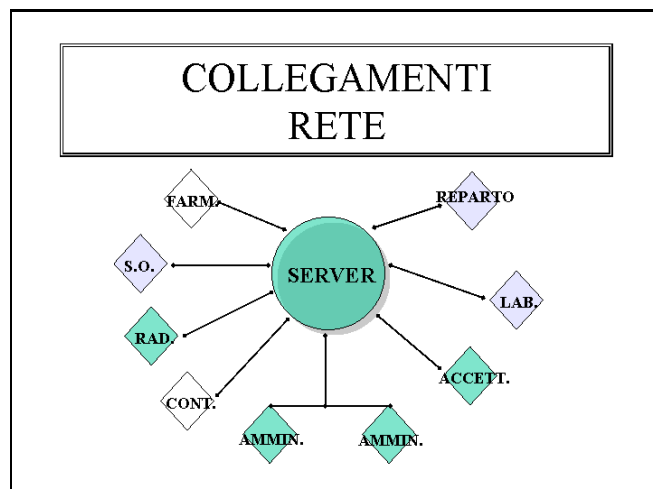 COLLEGAMENTI
RETE
FARM.
REPARTO
S.O.
SERVER
LAB.
RAD.
ACCETT.
CONT.
AMMIN.
AMMIN.